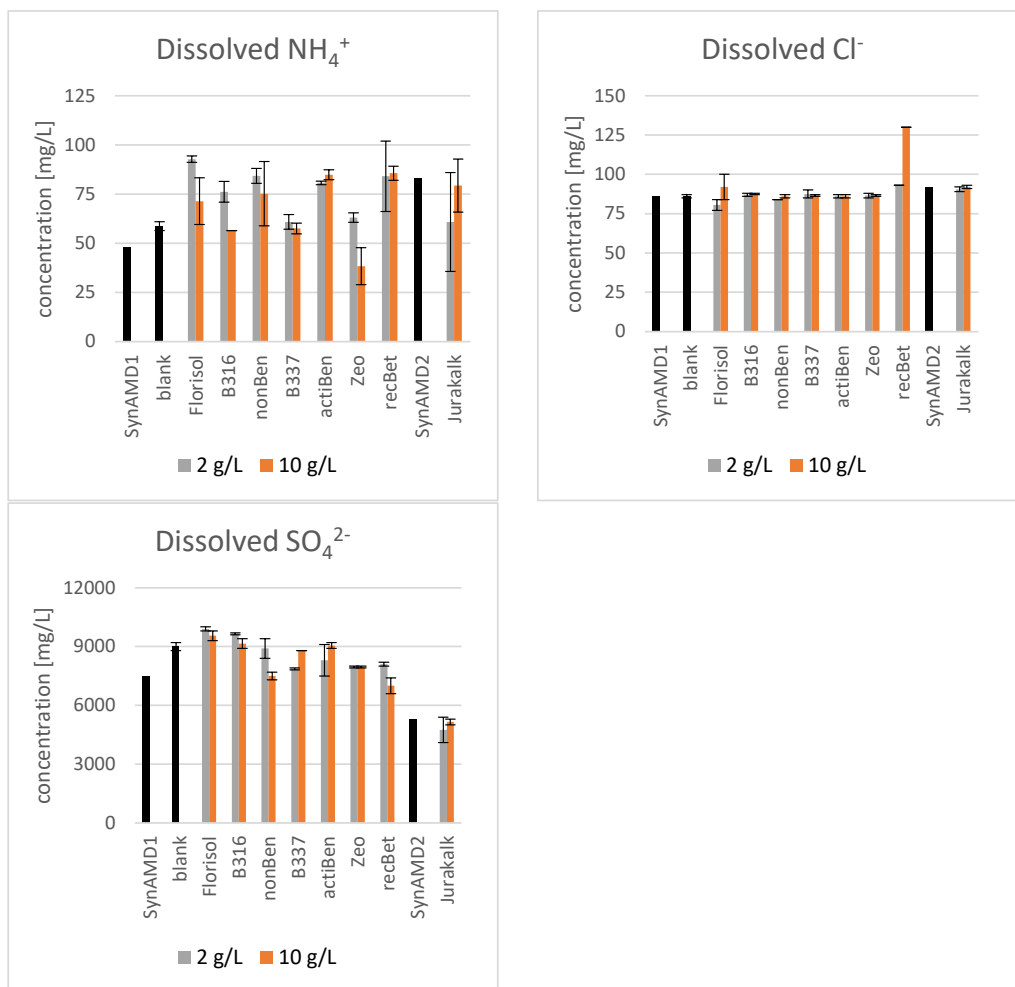 Dissolved NH₄⁺
concentration [mg/L]
125
100
75
50
25
0
SynAMD1
blank
Florisol
B316
nonBen
B337
actiBen
Zeo
recBet
SynAMD2
Jurakalk
2 g/L 10 g/L
Dissolved Cl⁻
concentration [mg/L]
150
125
100
75
50
25
0
SynAMD1
blank
Florisol
B316
nonBen
B337
actiBen
Zeo
recBet
SynAMD2
Jurakalk
2 g/L 10 g/L
Dissolved SO₄²⁻
concentration [mg/L]
12000
9000
6000
3000
0
SynAMD1
blank
Florisol
B316
nonBen
B337
actiBen
Zeo
recBet
SynAMD2
Jurakalk
2 g/L 10 g/L